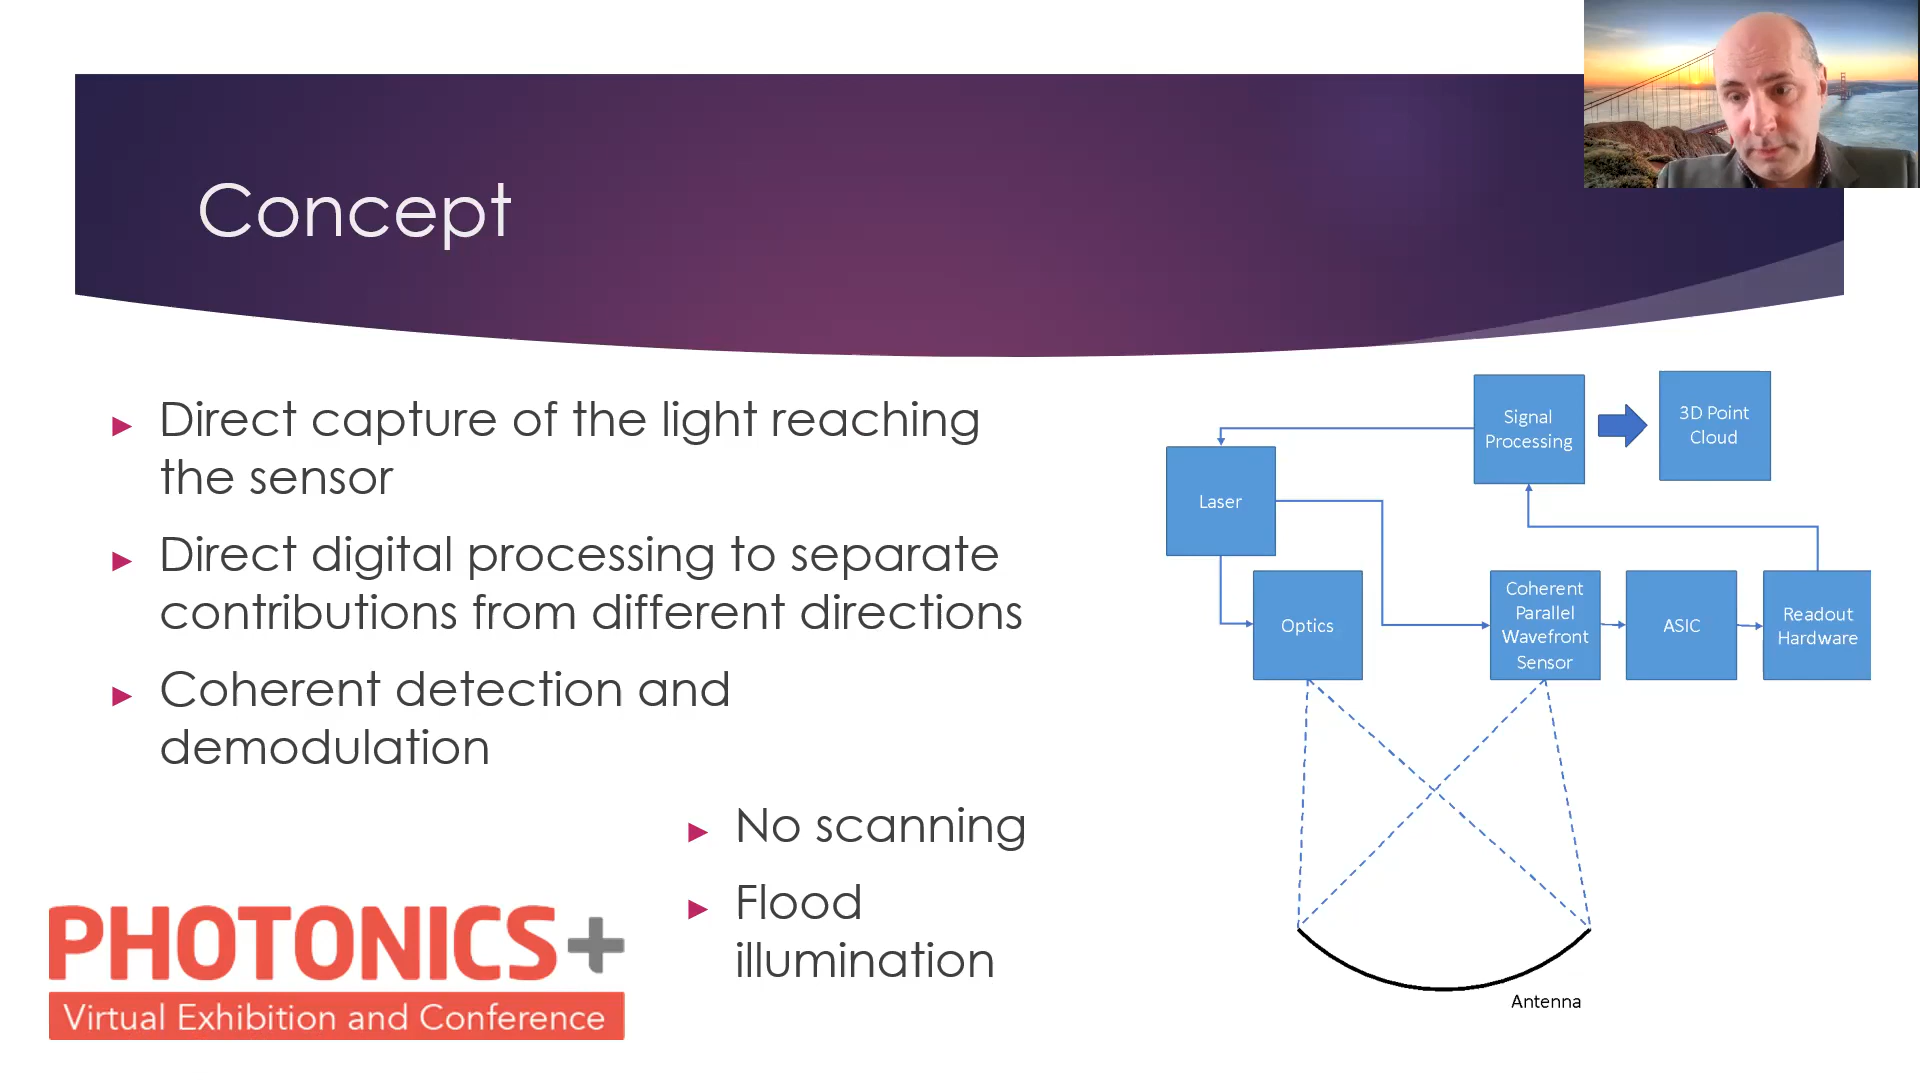 Concept
Direct capture of the light reaching
the sensor
Direct digital processing to separate
contributions from different directions
Coherent detection and
demodulation
No scanning
Flood
illumination
PHOTONICS+
Virtual Exhibition and Conference
Signal
Processing
3D Point
Cloud
Laser
Optics
Coherent
Parallel
Wavefront
Sensor
ASIC
Readout
Hardware
Antenna